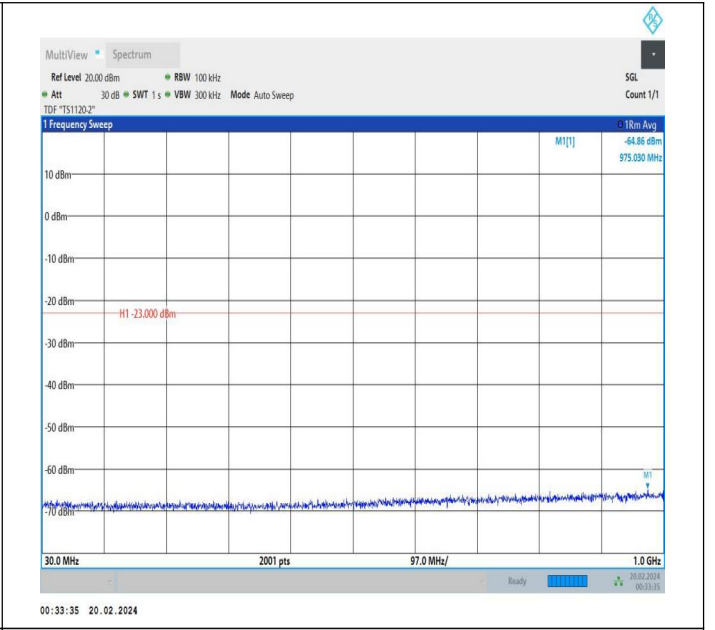 MultiView Spectrum
Ref Level 20.00 dBm RBW 100 kHz SGL
Att 30 dB SWT 1 s VBW 300 kHz Mode Auto Sweep Count 1/1
TDF "TS1120-2"
1 Frequency Sweep 1Rm Avg
M1[1] -64.86 dBm
975.030 MHz
10 dBm
0 dBm
-10 dBm
-20 dBm
H1 -23.000 dBm
-30 dBm
-40 dBm
-50 dBm
-60 dBm
M1
-70 dBm
30.0 MHz 2001 pts 97.0 MHz/ 1.0 GHz
Ready 20.02.2024
00:33:35
00:33:35 20.02.2024